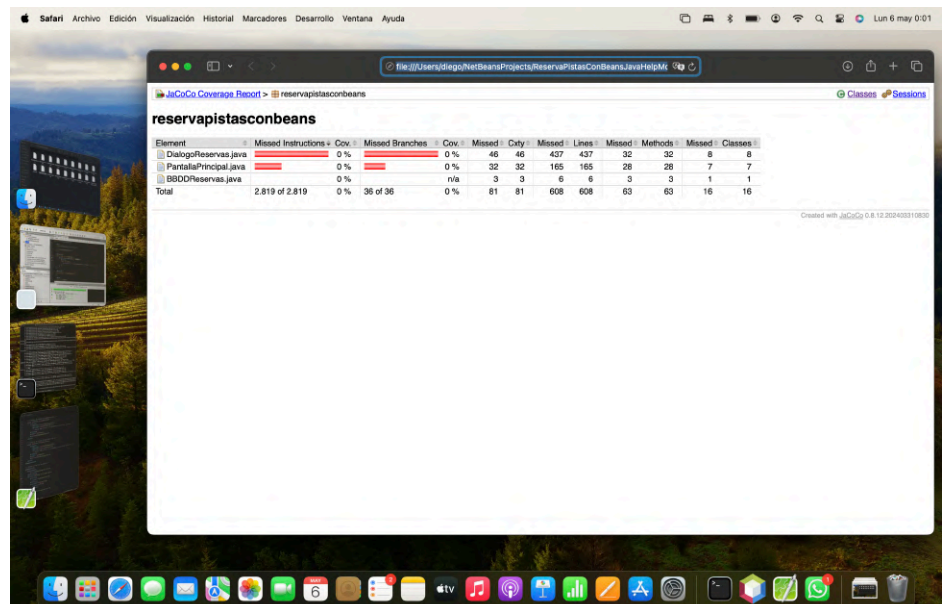 Safari Archivo Edición Visualización Historial Marcadores Desarrollo Ventana Ayuda Lun 6 may 0:01
file:///Users/diego/NetBeansProjects/ReservaPistasConBeansJavaHelpMo
JaCoCo Coverage Report > reservapistasconbeans Classes Sessions
reservapistasconbeans
Element Missed Instructions Cov. Missed Branches Cov. Missed Cxty Missed Lines Missed Methods Missed Classes
DialogoReservas.java 0 % 0 % 46 46 437 437 32 32 8 8
PantallaPrincipal.java 0 % 0 % 32 32 165 165 28 28 7 7
BBDDReservas.java 0 % n/a 3 3 6 6 3 3 1 1
Total 2.819 of 2.819 0 % 36 of 36 0 % 81 81 608 608 63 63 16 16
Created with JaCoCo 0.8.12.202403310830
6
tv